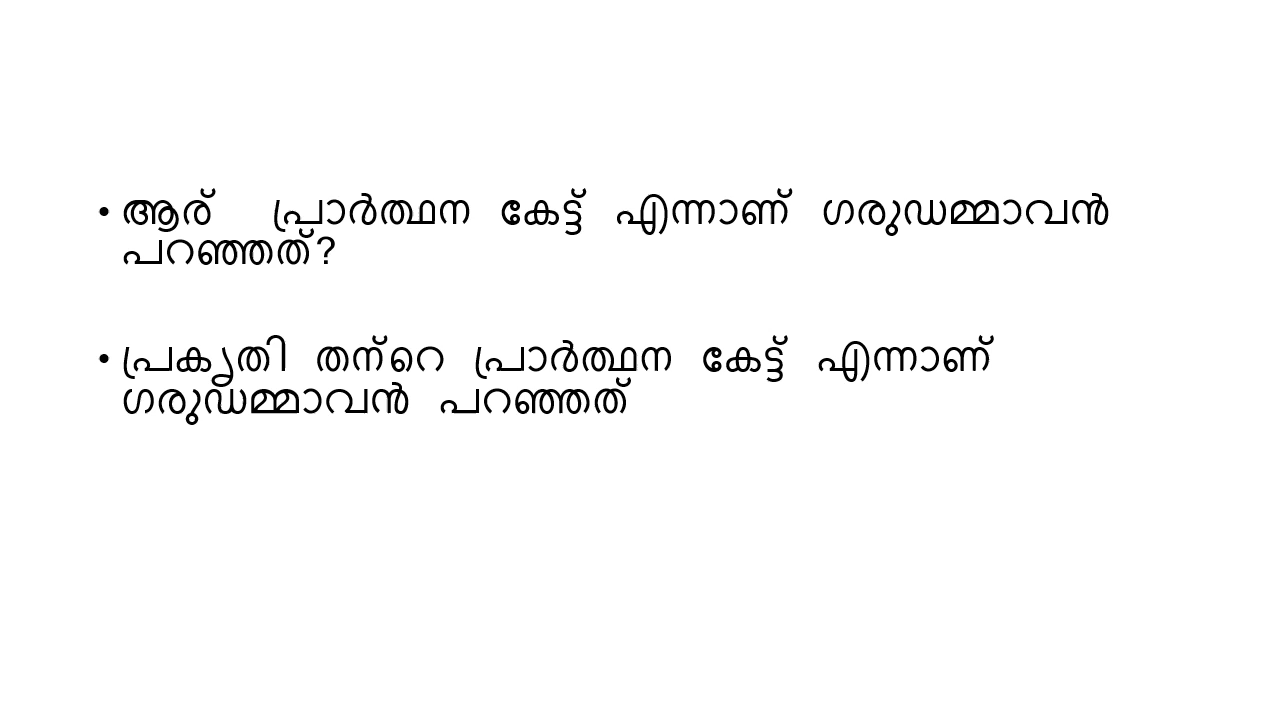 • ആര് പ്രാർത്ഥന കേട്ട് എന്നാണ് ഗരുഡമ്മാവൻ
പറഞ്ഞത്?
• പ്രകൃതി തന്റെ പ്രാർത്ഥന കേട്ട് എന്നാണ്
ഗരുഡമ്മാവൻ പറഞ്ഞത്